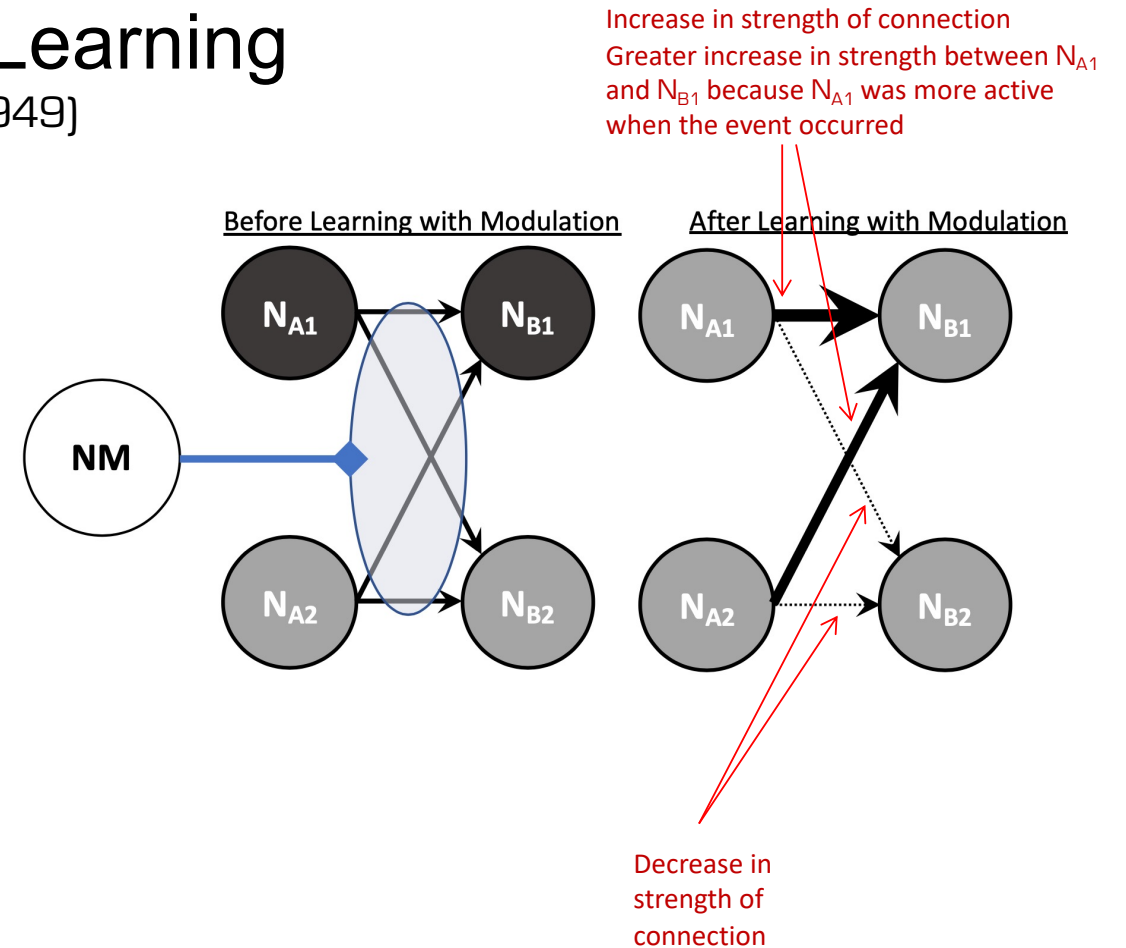 Learning
949)
Increase in strength of connection
Greater increase in strength between NA1
and NB1 because NA1 was more active
when the event occurred
Before Learning with Modulation
After Learning with Modulation
NA1
NB1
NA1
NB1
NM
NA2
NB2
NA2
NB2
Decrease in
strength of
connection